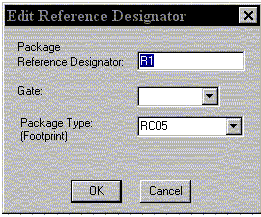 Edit Reference Designator
Package
Reference Designator: R1
Gate:
Package Type: RC05
(Footprint)
OK Cancel